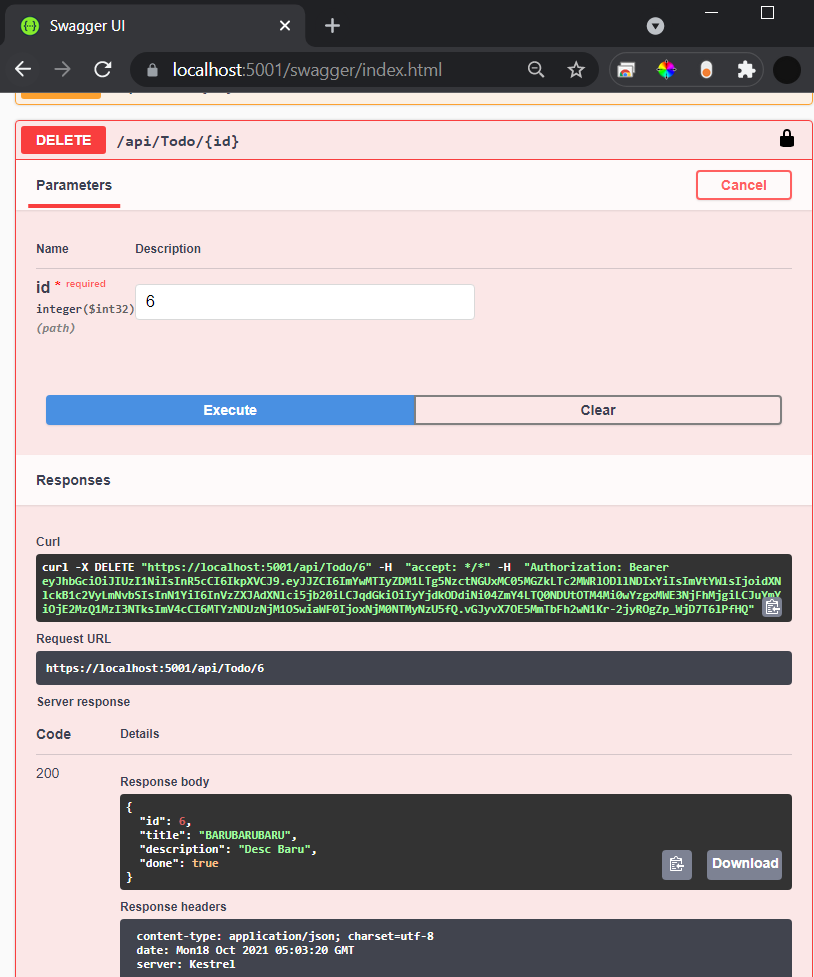 Swagger UI
localhost:5001/swagger/index.html
DELETE /api/Todo/{id}
Parameters
Cancel
Name Description
id * required
integer($int32)
(path)
6
Execute Clear
Responses
Curl
curl -X DELETE "https://localhost:5001/api/Todo/6" -H  "accept: */*" -H  "Authorization: Bearer
Request URL
https://localhost:5001/api/Todo/6
Server response
Code Details
200
Response body
{
"id": 6,
"title": "BARUBARUBARU",
"description": "Desc Baru",
"done": true
}
Download
Response headers
content-type: application/json; charset=utf-8
date: Mon18 Oct 2021 05:03:20 GMT
server: Kestrel